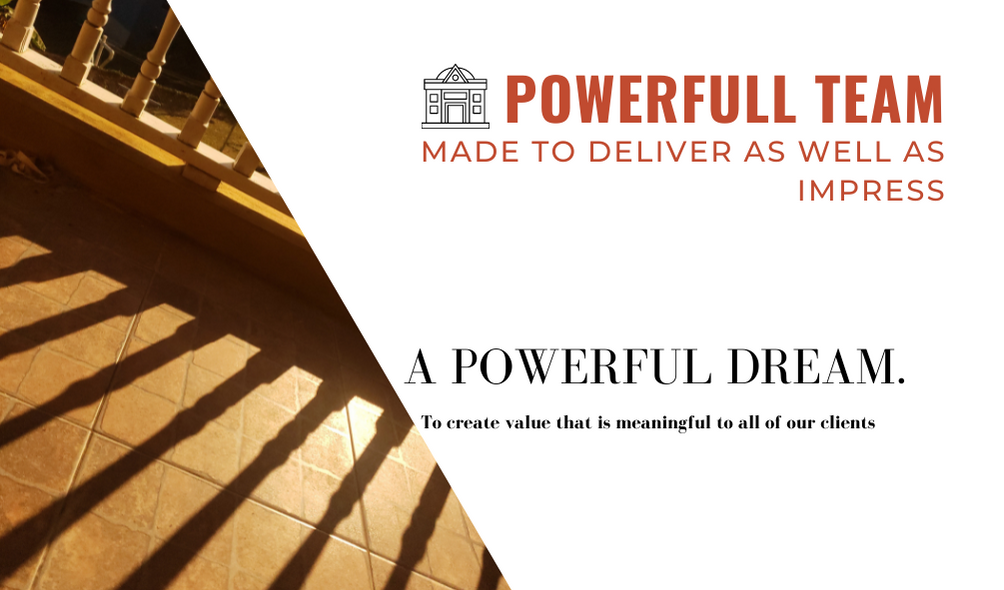 POWERFULL TEAM
MADE TO DELIVER AS WELL AS
IMPRESS
A POWERFUL DREAM.
To create value that is meaningful to all of our clients